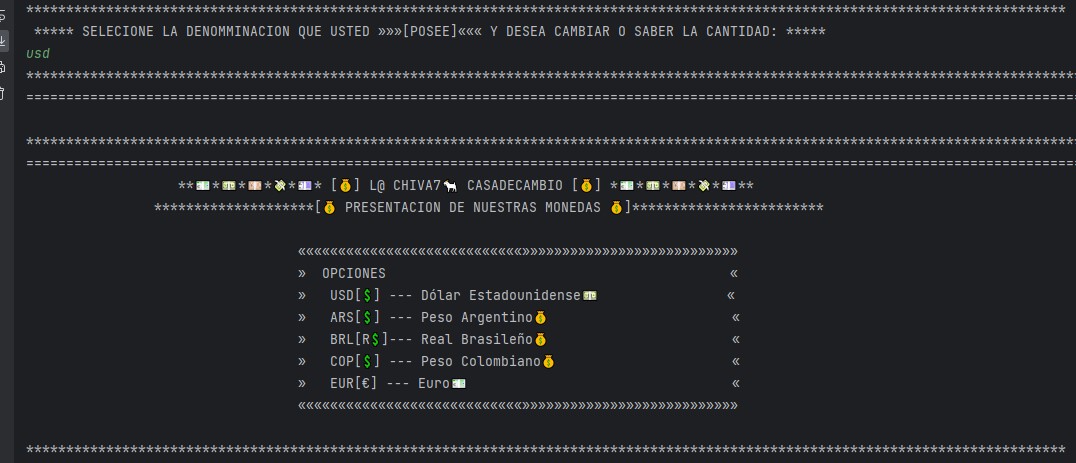 **********************************************************************************************************************************
***** SELECIONE LA DENOMMINACION QUE USTED »»»[POSEE]«««  Y DESEA CAMBIAR O SABER LA CANTIDAD: *****
usd
***********************************************************************************************************************************
===================================================================================================================================
***********************************************************************************************************************************
===================================================================================================================================
**💶*💵*💴*💸*💷* [💰] L@ CHIVA7🐐 CASADECAMBIO [💰] *💶*💵*💴*💸*💷**
********************[💰 PRESENTACION DE NUESTRAS MONEDAS 💰]************************
««««««««««««««««««««««««««««»»»»»»»»»»»»»»»»»»»»»»»»»»»
» OPCIONES «
» USD[💲] --- Dólar Estadounidense💵 «
» ARS[💲] --- Peso Argentino💰 «
» BRL[R💲]--- Real Brasileño💰 «
» COP[💲] --- Peso Colombiano💰 «
» EUR[€] --- Euro💶 «
««««««««««««««««««««««««««««»»»»»»»»»»»»»»»»»»»»»»»»»»»
**********************************************************************************************************************************